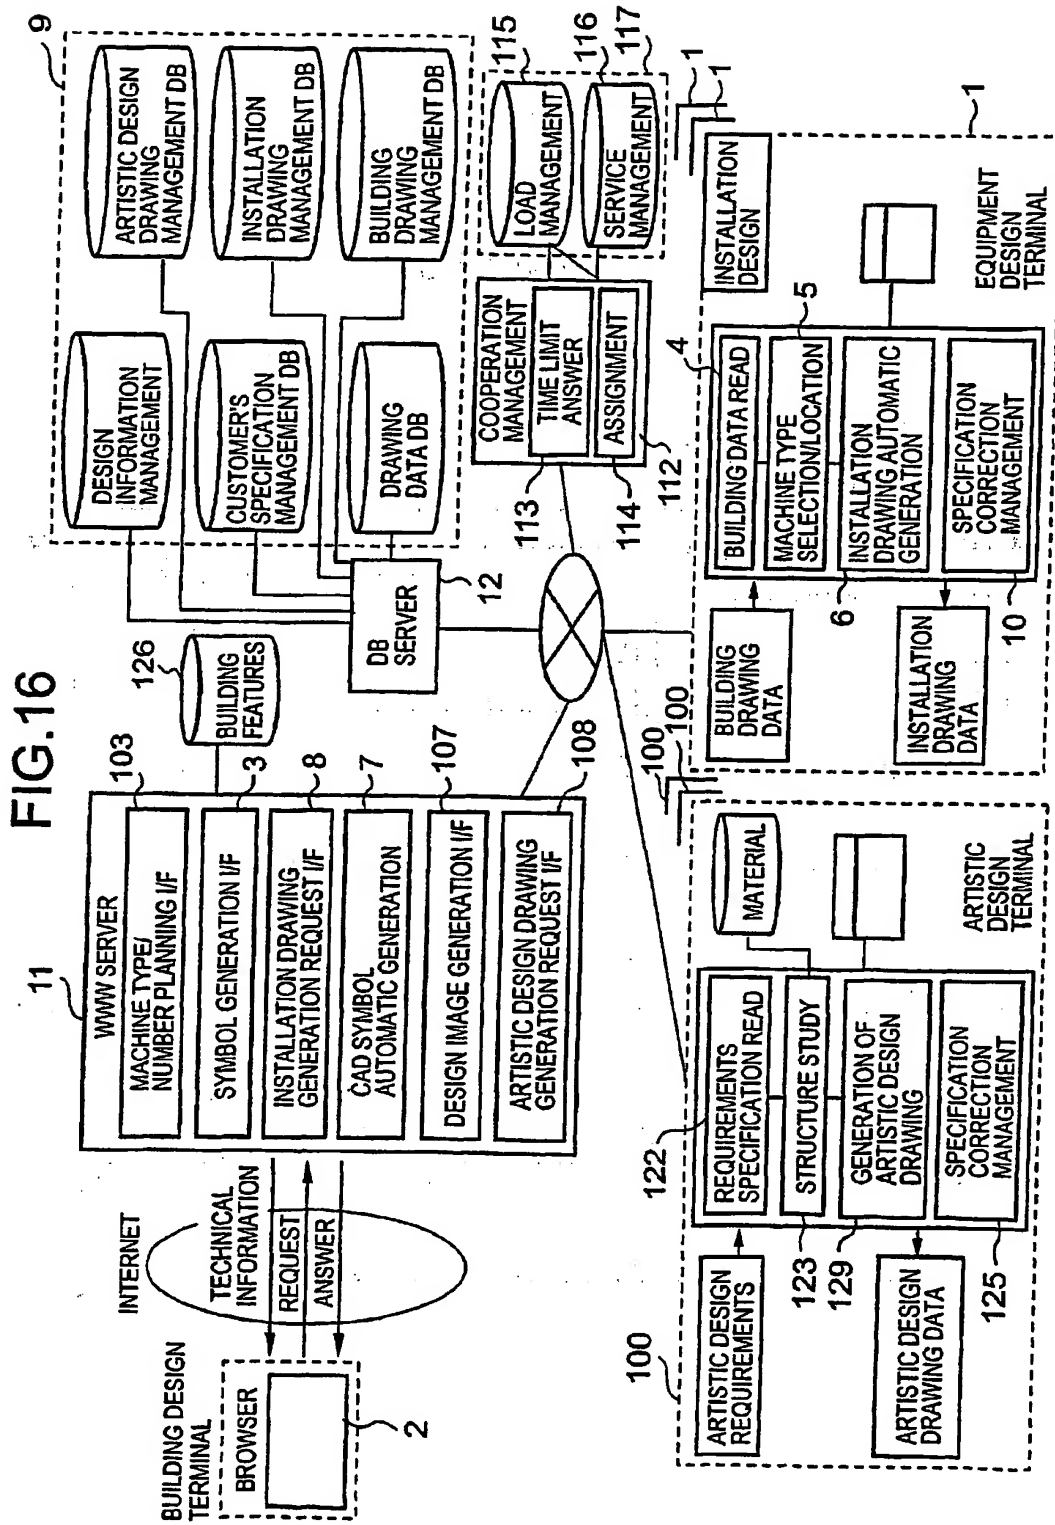 FIG.16
BUILDING DESIGN
TERMINAL
BROWSER
2
INTERNET
TECHNICAL
INFORMATION
REQUEST
ANSWER
11
WWW SERVER
MACHINE TYPE/
NUMBER PLANNING I/F
103
SYMBOL GENERATION I/F
3
INSTALLATION DRAWING
GENERATION REQUEST I/F
8
CAD SYMBOL
AUTOMATIC GENERATION
7
DESIGN IMAGE GENERATION I/F
107
ARTISTIC DESIGN DRAWING
GENERATION REQUEST I/F
108
126
BUILDING
FEATURES
DB
SERVER
12
9
DESIGN
INFORMATION
MANAGEMENT
ARTISTIC DESIGN
DRAWING
MANAGEMENT DB
CUSTOMER'S
SPECIFICATION
MANAGEMENT DB
INSTALLATION
DRAWING
MANAGEMENT DB
DRAWING
DATA DB
BUILDING
DRAWING
MANAGEMENT DB
COOPERATION
MANAGEMENT
113
TIME LIMIT
ANSWER
114
ASSIGNMENT
112
LOAD
MANAGEMENT
115
SERVICE
MANAGEMENT
116
117
100
100
100
ARTISTIC DESIGN
REQUIREMENTS
ARTISTIC DESIGN
DRAWING DATA
122
REQUIREMENTS
SPECIFICATION READ
123
STRUCTURE STUDY
129
GENERATION OF
ARTISTIC DESIGN
DRAWING
125
SPECIFICATION
CORRECTION
MANAGEMENT
MATERIAL
ARTISTIC
DESIGN
TERMINAL
1
1
1
BUILDING
DRAWING
DATA
INSTALLATION
DRAWING
DATA
4
BUILDING DATA READ
5
MACHINE TYPE
SELECTION/LOCATION
6
INSTALLATION
DRAWING AUTOMATIC
GENERATION
10
SPECIFICATION
CORRECTION
MANAGEMENT
INSTALLATION
DESIGN
EQUIPMENT
DESIGN
TERMINAL